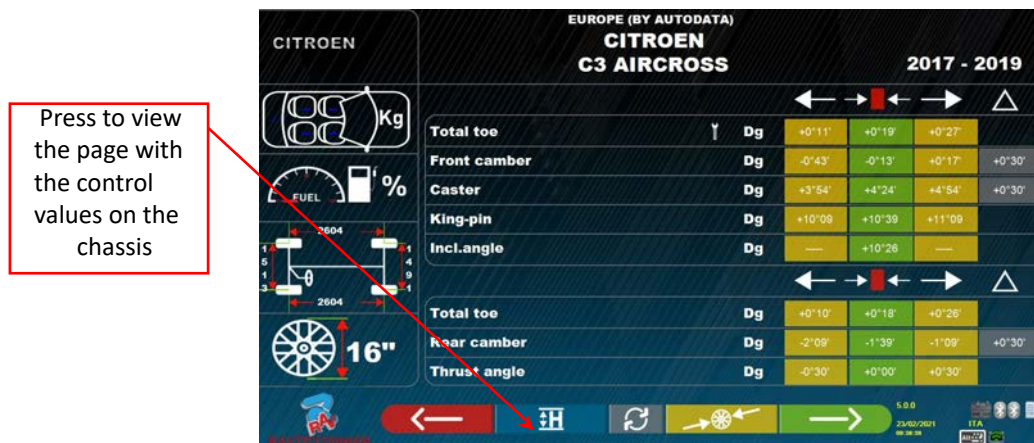 EUROPE (BY AUTODATA)
CITROEN
CITROEN
C3 AIRCROSS
2017 - 2019
Press to view
the page with
the control
values on the
chassis
Kg
Total toe Dg +0°11' +0°19' +0°27'
Front camber Dg -0°43' -0°13' +0°17' +0°30'
FUEL %
Caster Dg +3°54' +4°24' +4°54' +0°30'
King-pin Dg +10°09 +10°39 +11°09
Incl.angle Dg ---- +10°26 ----
2604
1513
1491
2604
Total toe Dg +0°10' +0°18' +0°26'
16"
Rear camber Dg -2°09' -1°39' -1°09' +0°30'
Thrust angle Dg -0°30' +0°00' +0°30'
RAV
H
5.0.0
23/02/2021
ITA